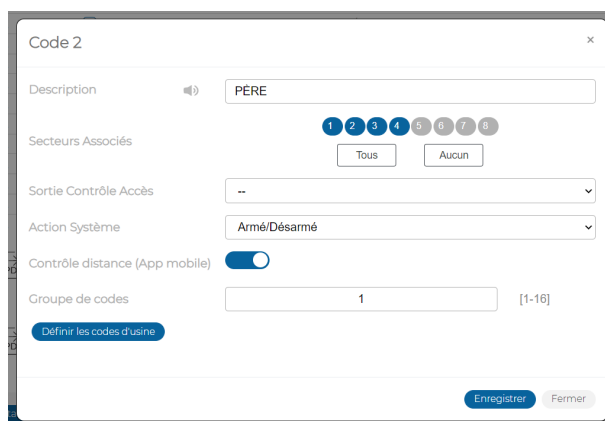 Code 2 ×
Description PÈRE
1 2 3 4 5 6 7 8
Secteurs Associés
Tous Aucun
Sortie Contrôle Accès --
Action Système Armé/Désarmé
Contrôle distance (App mobile)
Groupe de codes 1 [1-16]
Définir les codes d'usine
Enregistrer Fermer